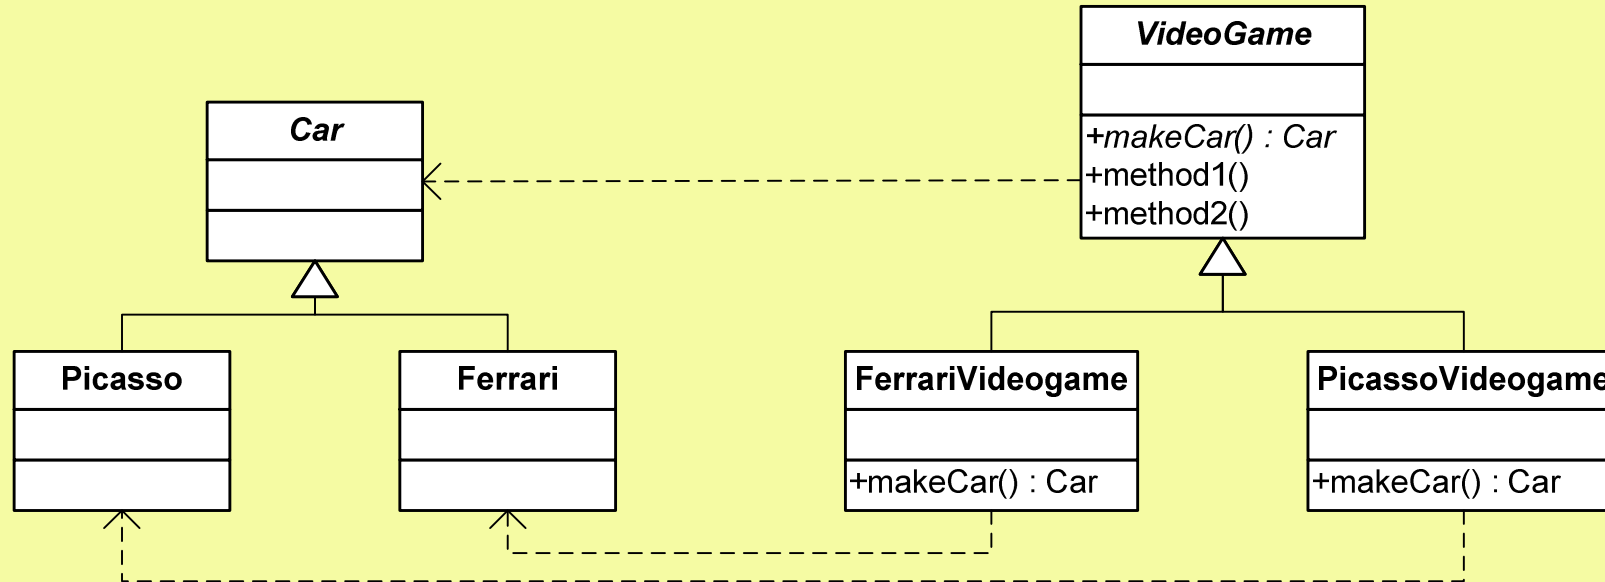 VideoGame
+makeCar() : Car
+method1()
+method2()
Car
Picasso
Ferrari
FerrariVideogame
+makeCar() : Car
PicassoVideogame
+makeCar() : Car